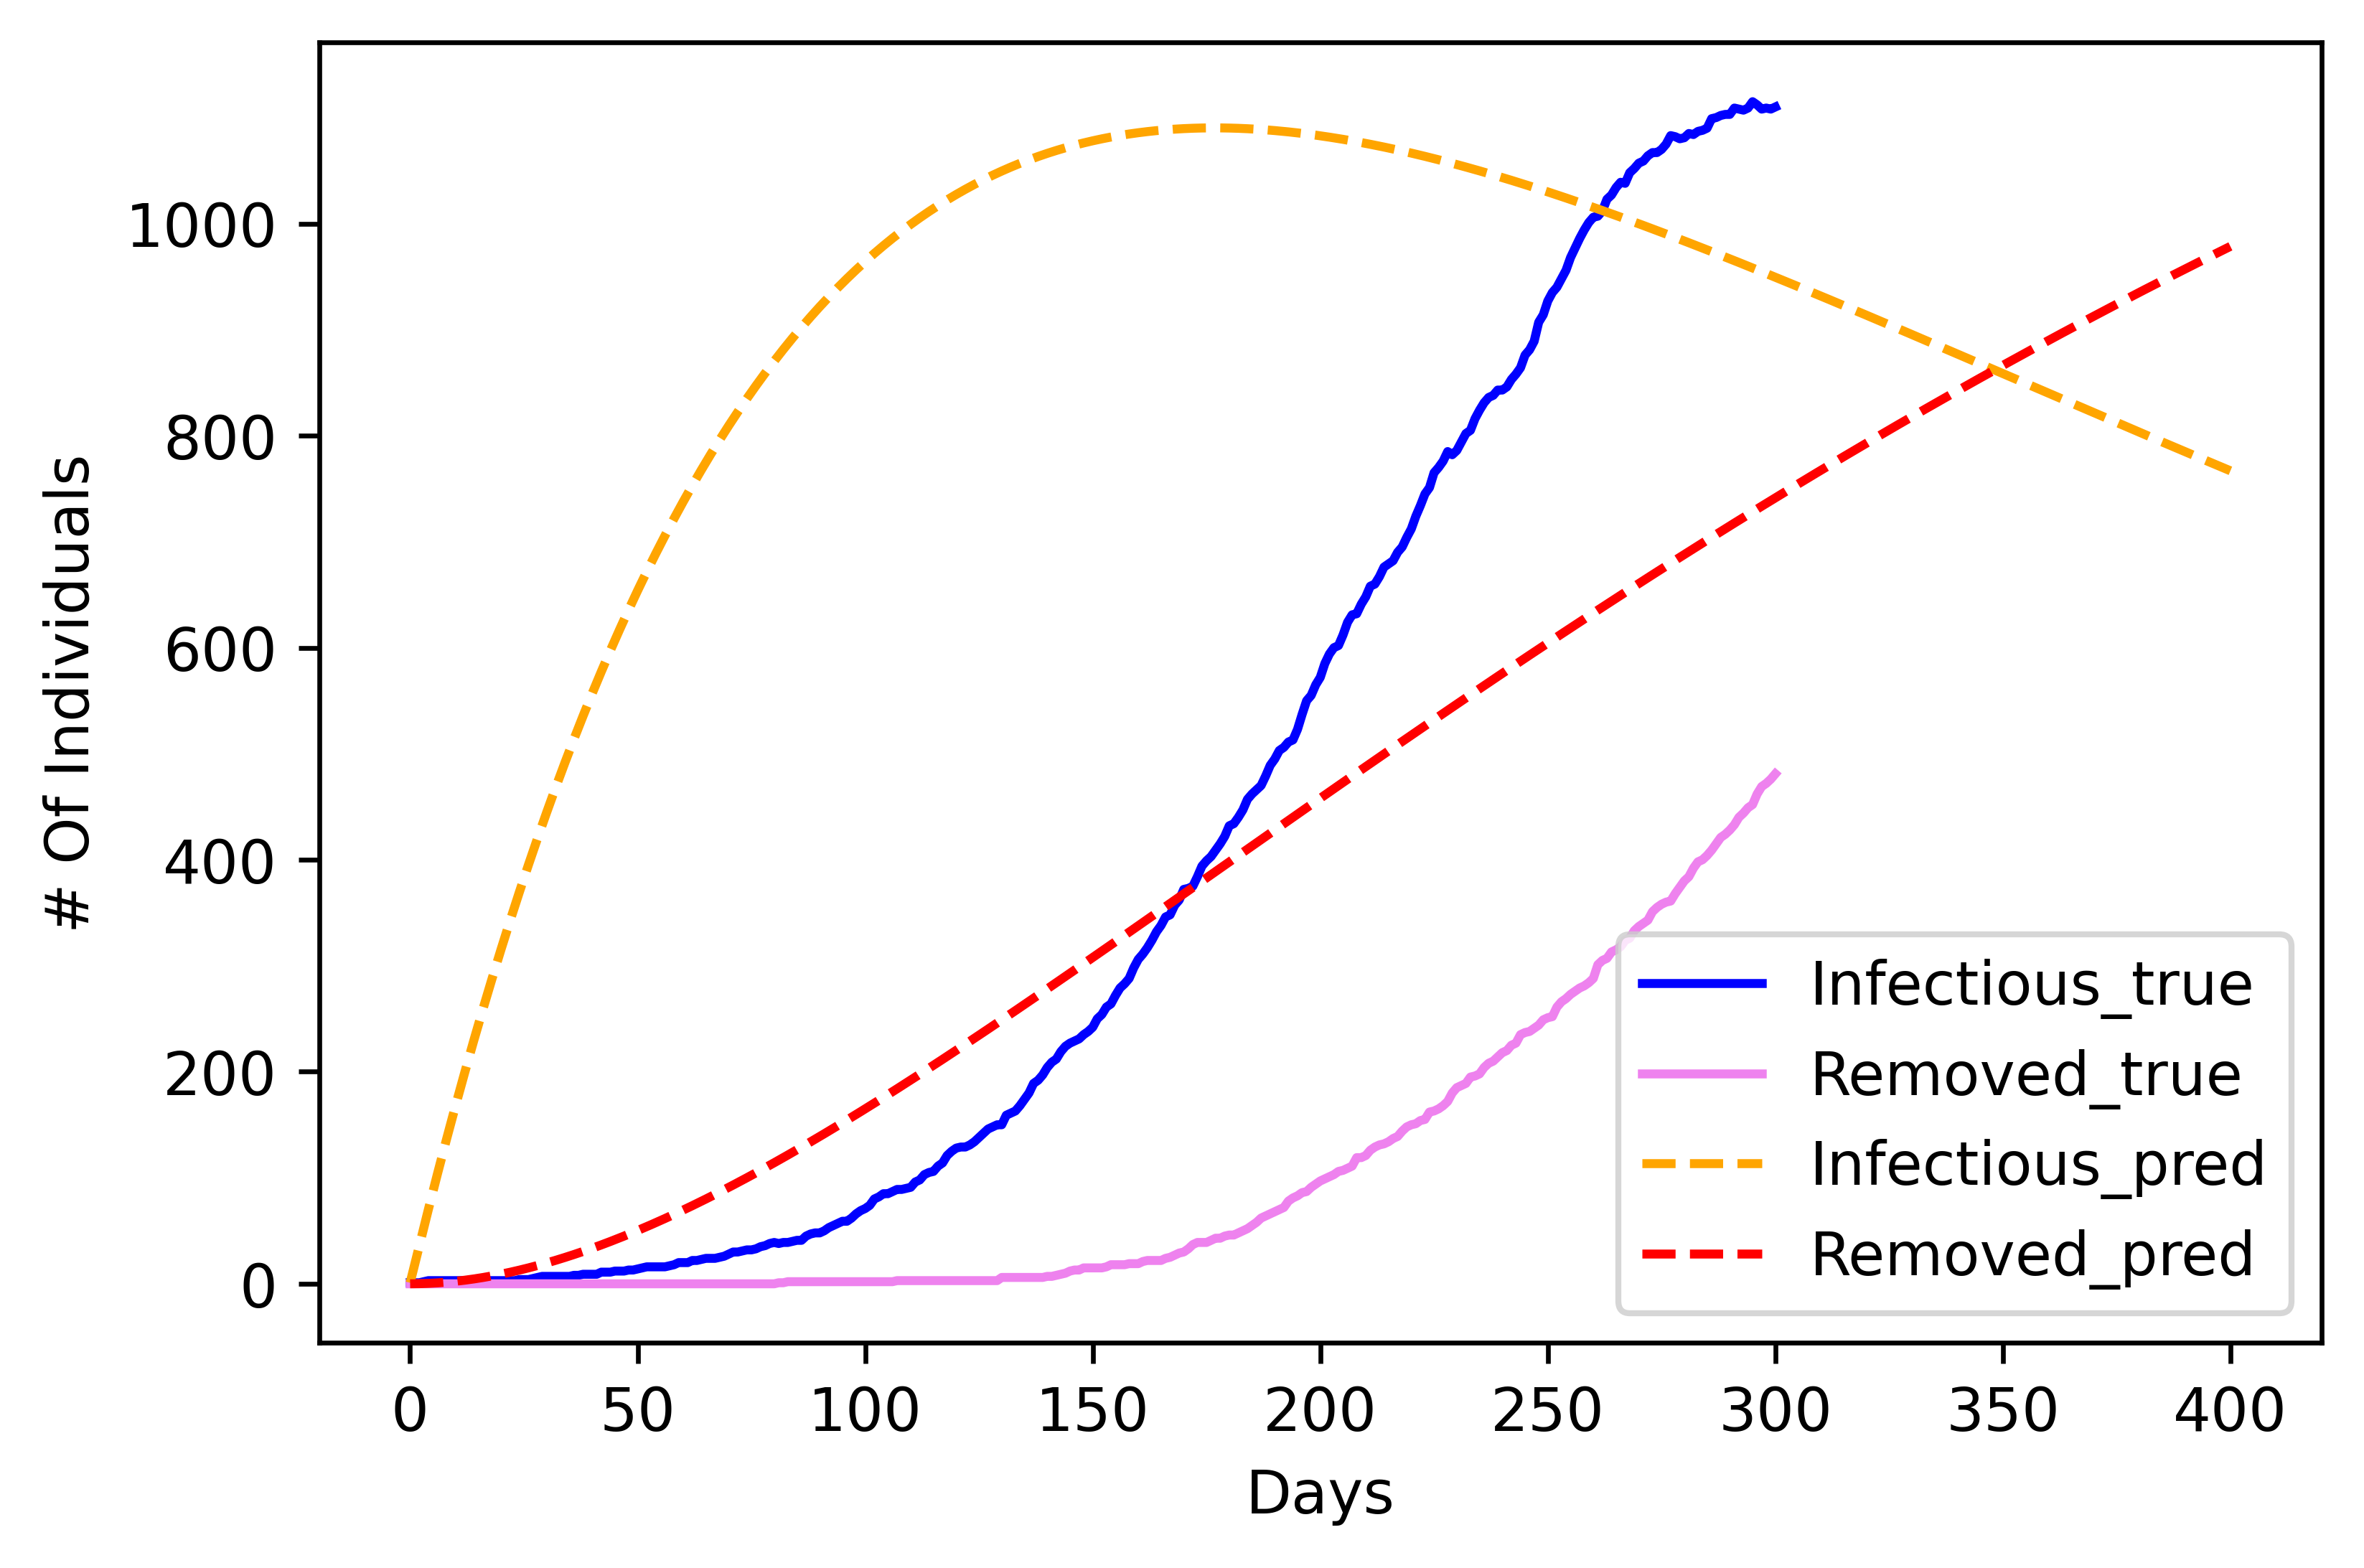 # Of Individuals
1000
800
600
400
200
0
0 50 100 150 200 250 300 350 400
Days
Infectious_true
Removed_true
Infectious_pred
Removed_pred